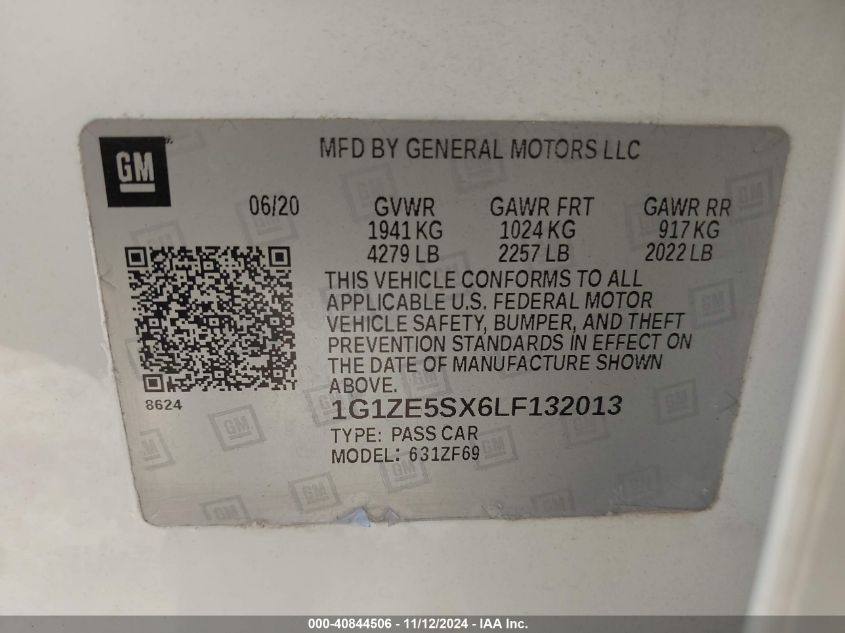 GM
MFD BY GENERAL MOTORS LLC
06/20 GVWR GAWR FRT GAWR RR
1941 KG 1024 KG 917 KG
4279 LB 2257 LB 2022 LB
THIS VEHICLE CONFORMS TO ALL
APPLICABLE U.S. FEDERAL MOTOR
VEHICLE SAFETY, BUMPER, AND THEFT
PREVENTION STANDARDS IN EFFECT ON
THE DATE OF MANUFACTURE SHOWN
ABOVE.
8624
1G1ZE5SX6LF132013
TYPE: PASS CAR
MODEL: 631ZF69
000-40844506 - 11/12/2024 - IAA Inc.